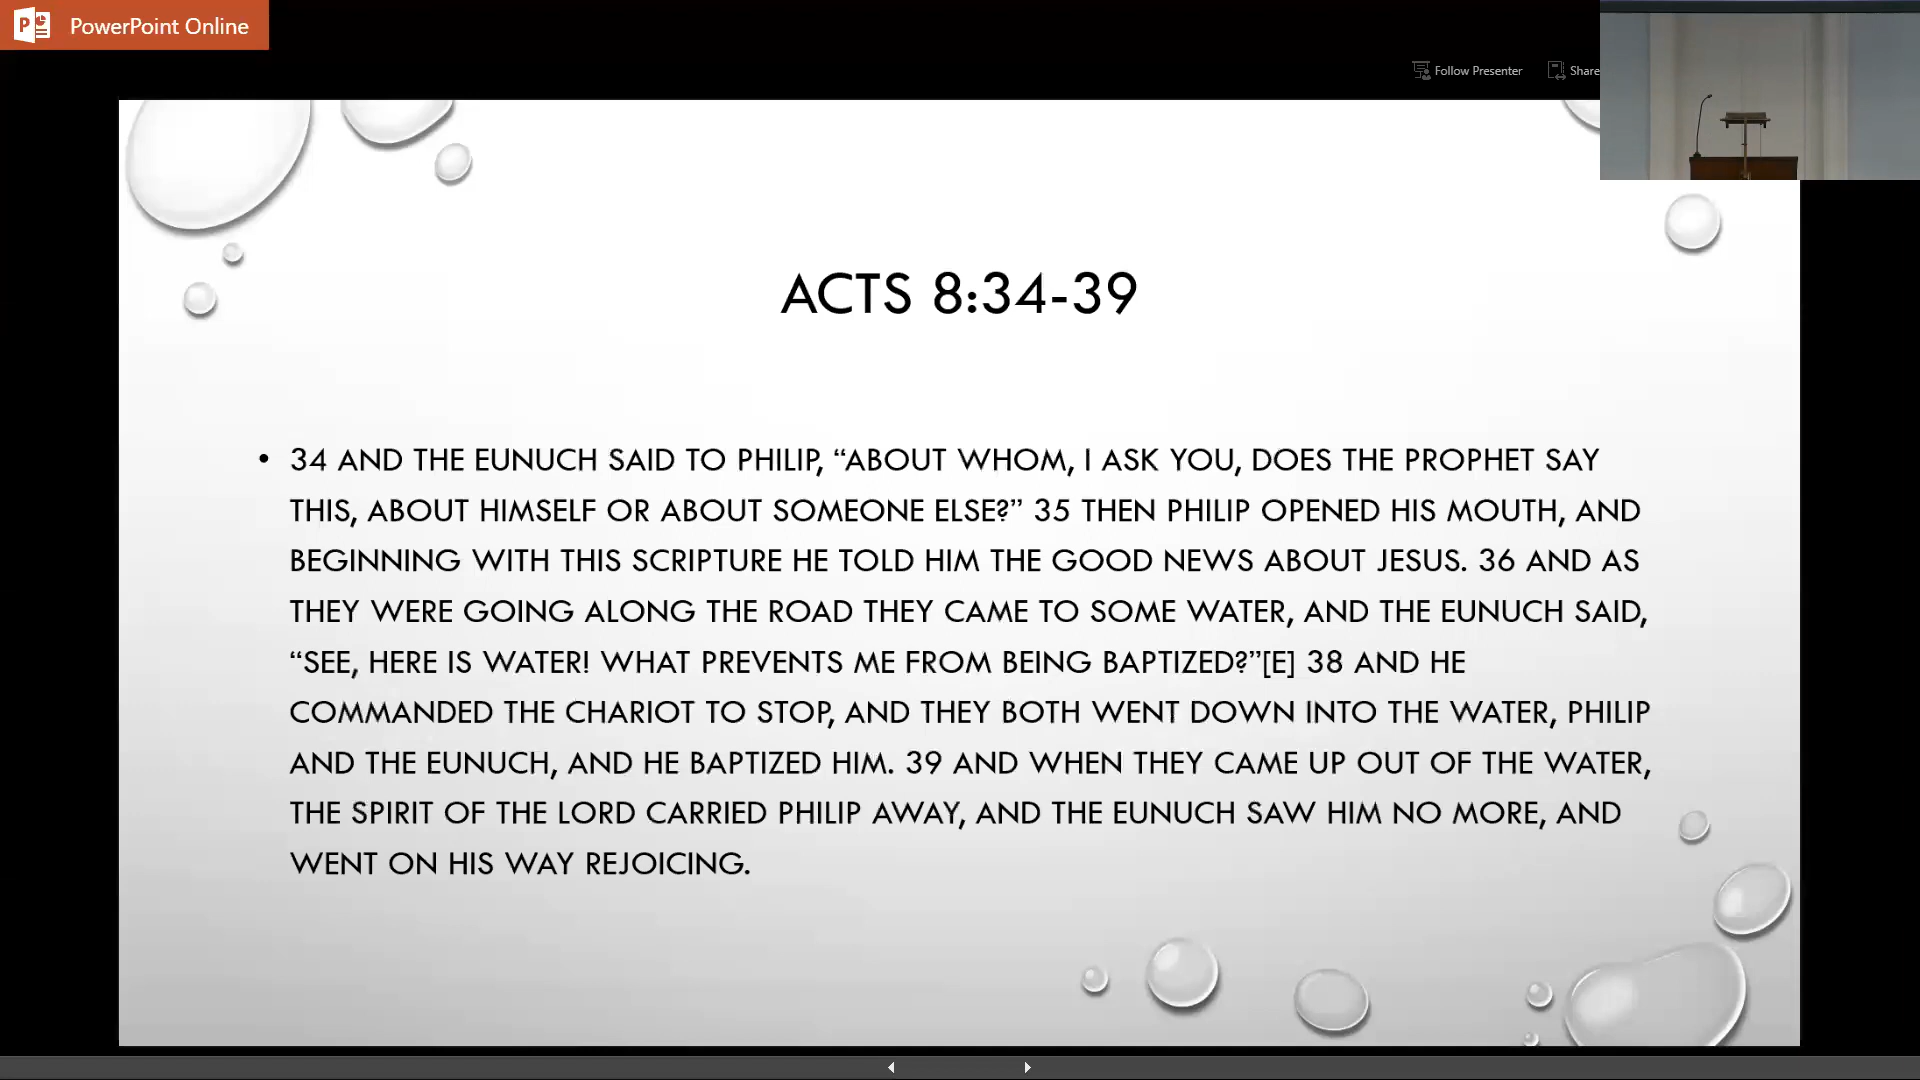 PowerPoint Online
Follow Presenter
Share
ACTS 8:34-39
• 34 AND THE EUNUCH SAID TO PHILIP, “ABOUT WHOM, I ASK YOU, DOES THE PROPHET SAY
THIS, ABOUT HIMSELF OR ABOUT SOMEONE ELSE?” 35 THEN PHILIP OPENED HIS MOUTH, AND
BEGINNING WITH THIS SCRIPTURE HE TOLD HIM THE GOOD NEWS ABOUT JESUS. 36 AND AS
THEY WERE GOING ALONG THE ROAD THEY CAME TO SOME WATER, AND THE EUNUCH SAID,
“SEE, HERE IS WATER! WHAT PREVENTS ME FROM BEING BAPTIZED?”[E] 38 AND HE
COMMANDED THE CHARIOT TO STOP, AND THEY BOTH WENT DOWN INTO THE WATER, PHILIP
AND THE EUNUCH, AND HE BAPTIZED HIM. 39 AND WHEN THEY CAME UP OUT OF THE WATER,
THE SPIRIT OF THE LORD CARRIED PHILIP AWAY, AND THE EUNUCH SAW HIM NO MORE, AND
WENT ON HIS WAY REJOICING.